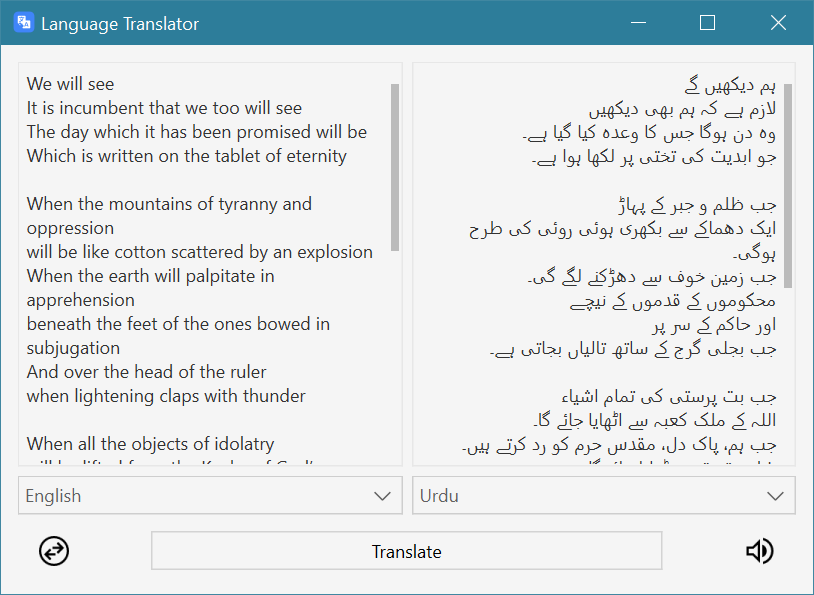 Language Translator
We will see
It is incumbent that we too will see
The day which it has been promised will be
Which is written on the tablet of eternity
When the mountains of tyranny and
oppression
will be like cotton scattered by an explosion
When the earth will palpitate in
apprehension
beneath the feet of the ones bowed in
subjugation
And over the head of the ruler
when lightening claps with thunder
When all the objects of idolatry
ہم دیکھیں گے
لازم ہے کہ ہم بھی دیکھیں
وہ دن ہوگا جس کا وعدہ کیا گیا ہے۔
جو ابدیت کی تختی پر لکھا ہوا ہے۔
جب ظلم و جبر کے پہاڑ
ایک دھماکے سے بکھری ہوئی روئی کی طرح
ہوگی۔
جب زمین خوف سے دھڑکنے لگے گی۔
محکوموں کے قدموں کے نیچے
اور حاکم کے سر پر
جب بجلی گرج کے ساتھ تالیاں بجاتی ہے۔
جب بت پرستی کی تمام اشیاء
اللہ کے ملک کعبہ سے اٹھایا جائے گا۔
جب ہم، پاک دل، مقدس حرم کو رد کرتے ہیں۔
English
Urdu
Translate